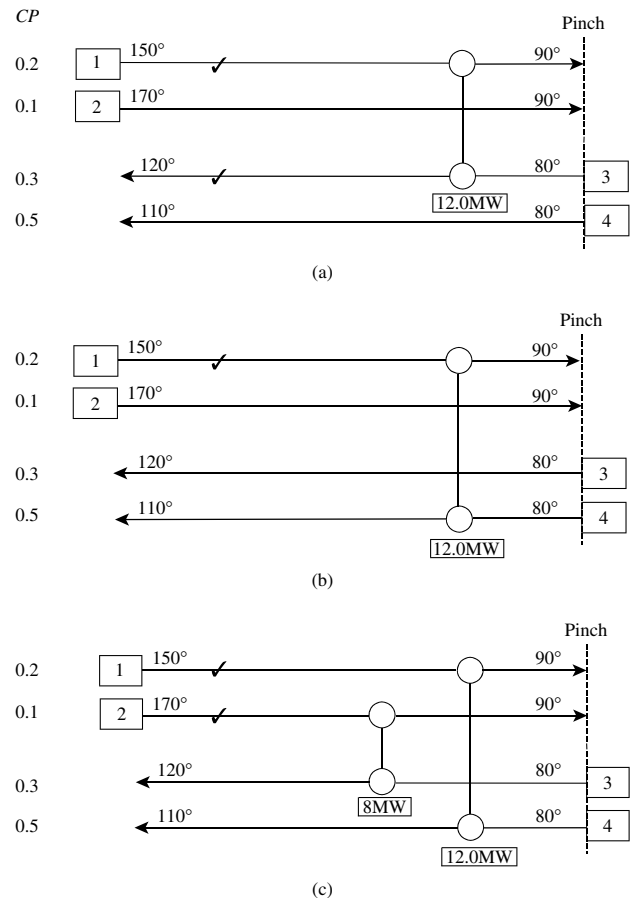 CP
Pinch
0.2 1 150° ✓ 90°
0.1 2 170° 90°
0.3 120° ✓ 80° 3
12.0MW
0.5 110° 80° 4
(a)
Pinch
0.2 1 150° ✓ 90°
0.1 2 170° 90°
0.3 120° 80° 3
0.5 110° 80° 4
12.0MW
(b)
Pinch
0.2 1 150° ✓ 90°
0.1 2 170° ✓ 90°
0.3 120° 80° 3
8MW
0.5 110° 80° 4
12.0MW
(c)